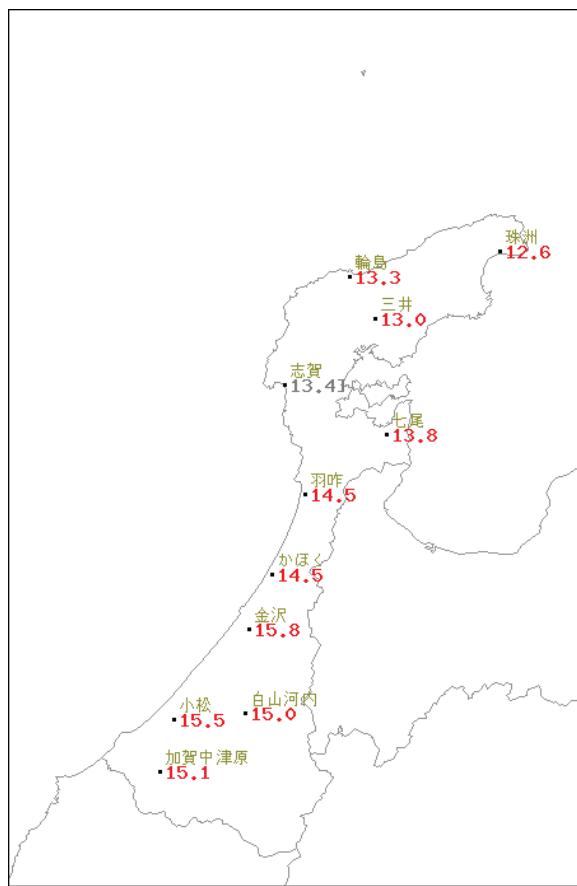 珠洲
12.6
輪島
13.3
三井
13.0
志賀
13.4]
七尾
13.8
羽咋
14.5
かほく
14.5
金沢
15.8
白山河内
15.0
小松
15.5
加賀中津原
15.1